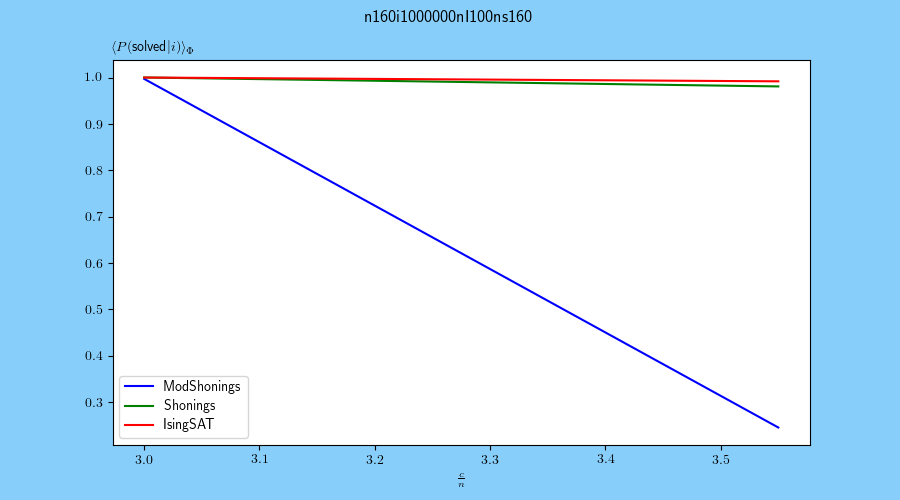 n160i1000000nl100ns160
⟨P(solved|i)⟩Φ
1.0
0.9
0.8
0.7
0.6
0.5
0.4
0.3
ModShonings
Shonings
IsingSAT
3.0 3.1 3.2 3.3 3.4 3.5
c/n